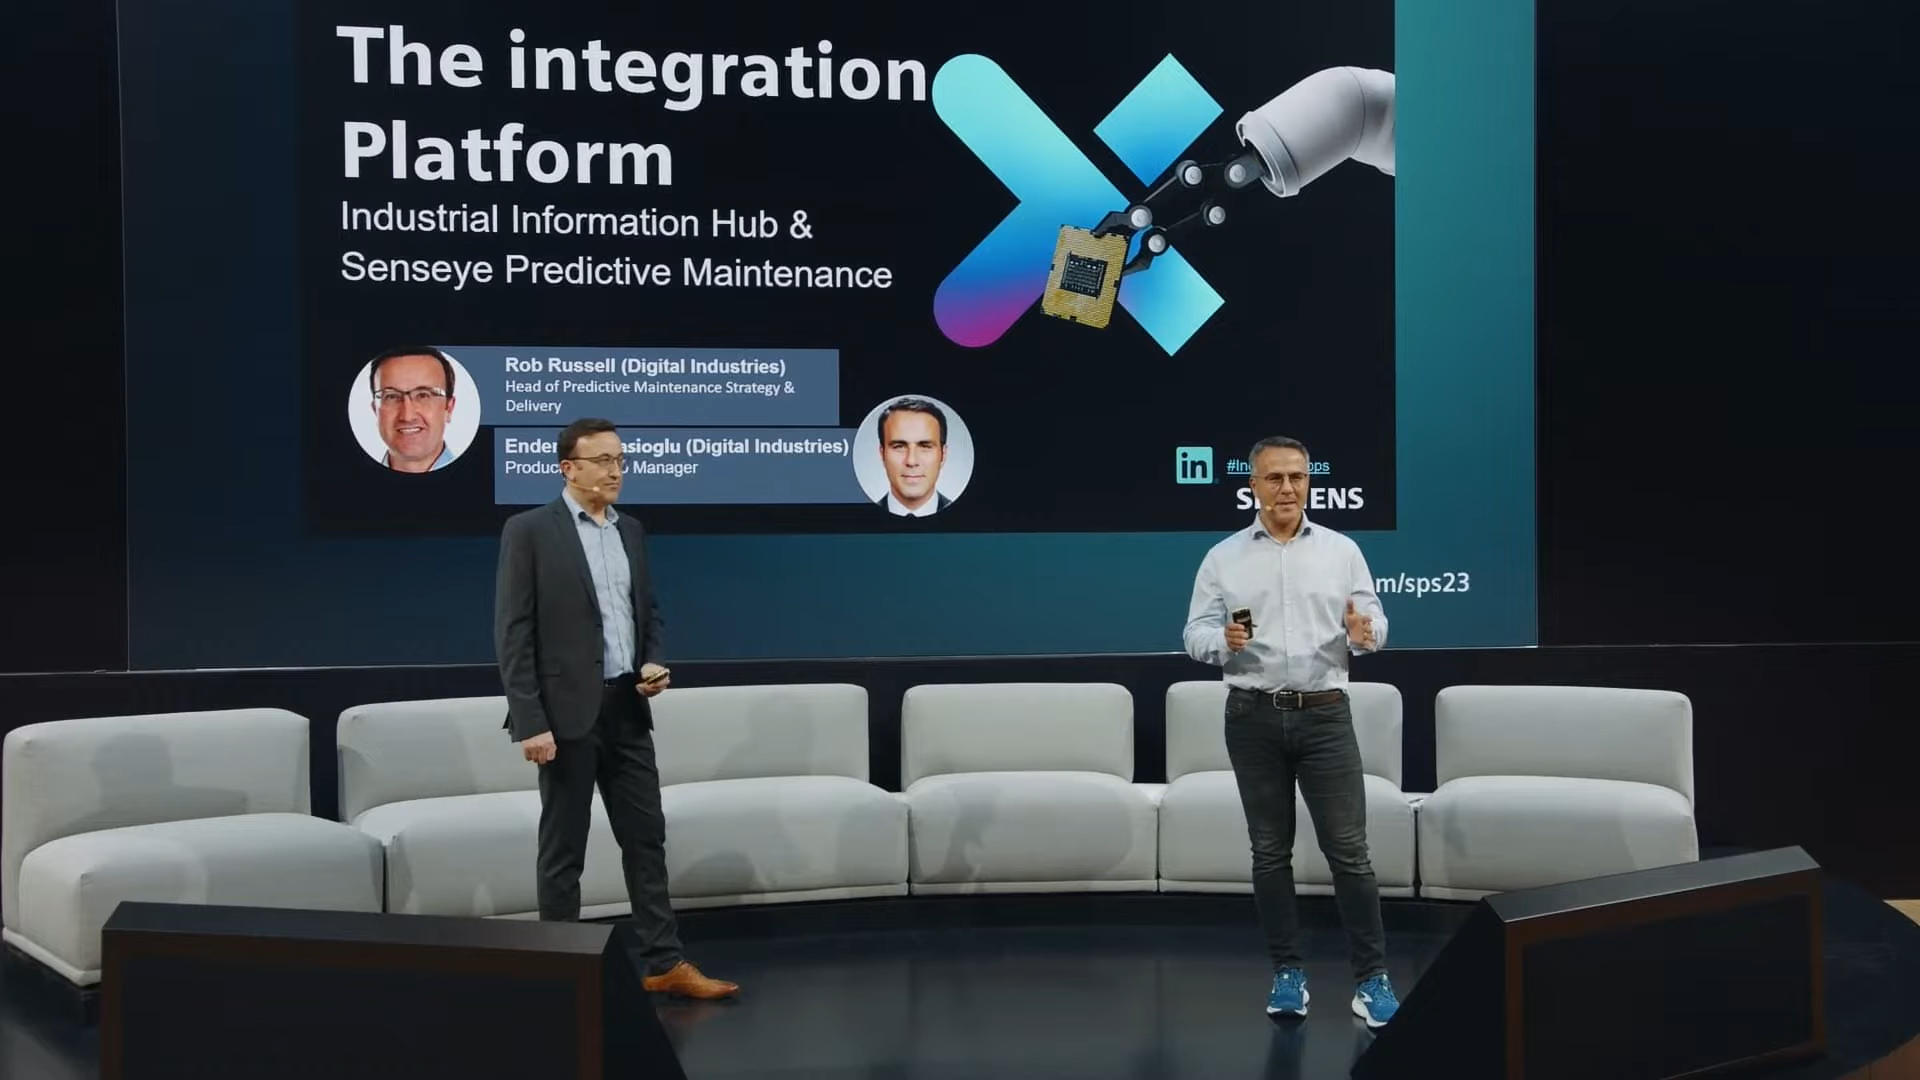 The integration
Platform
Industrial Information Hub &
Senseye Predictive Maintenance
Rob Russell (Digital Industries)
Head of Predictive Maintenance Strategy &
Delivery
(Digital Industries)
Manager
in
m/sps23